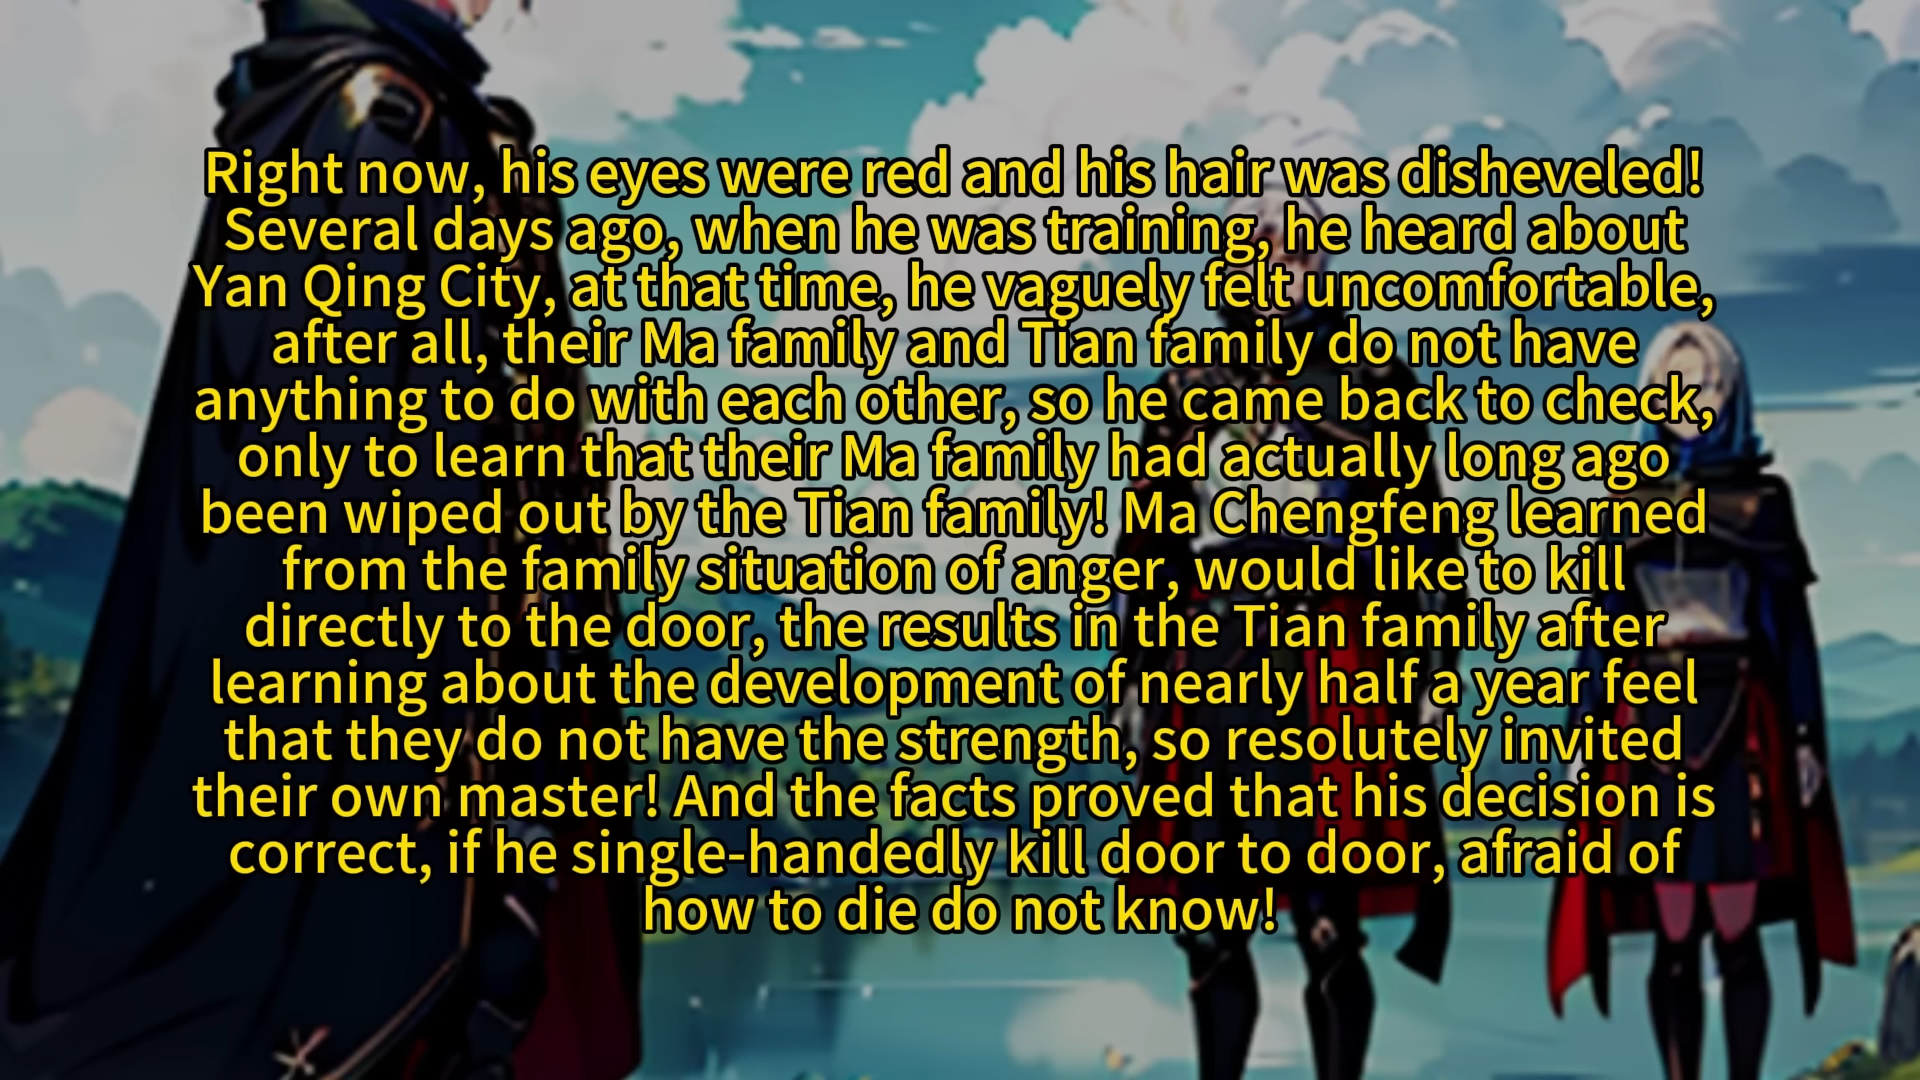 Right now, his eyes were red and his hair was disheveled!
Several days ago, when he was training, he heard about
Yan Qing City, at that time, he vaguely felt uncomfortable,
after all, their Ma family and Tian family do not have
anything to do with each other, so he came back to check,
only to learn that their Ma family had actually long ago
been wiped out by the Tian family! Ma Chengfeng learned
from the family situation of anger, would like to kill
directly to the door, the results in the Tian family after
learning about the development of nearly half a year feel
that they do not have the strength, so resolutely invited
their own master! And the facts proved that his decision is
correct, if he single-handedly kill door to door, afraid of
how to die do not know!